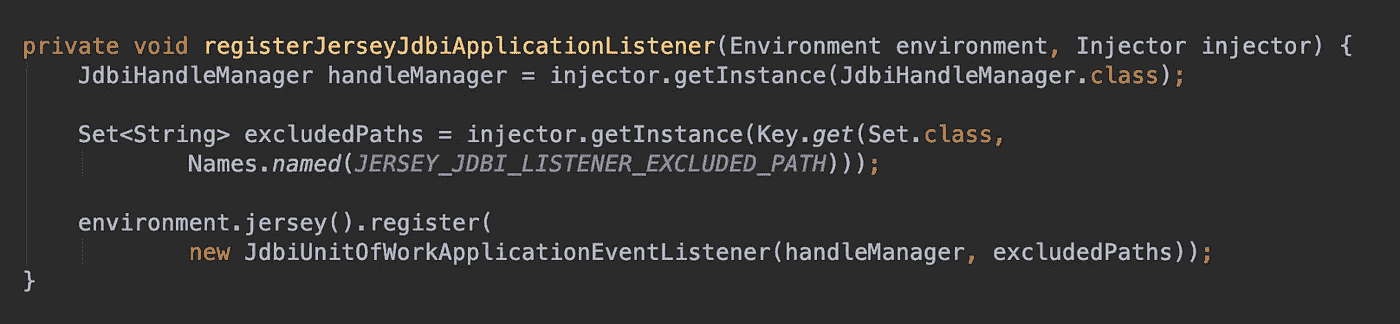 private void registerJerseyJdbiApplicationListener(Environment environment, Injector injector) {
    JdbiHandleManager handleManager = injector.getInstance(JdbiHandleManager.class);

    Set<String> excludedPaths = injector.getInstance(Key.get(Set.class,
            Names.named(JERSEY_JDBI_LISTENER_EXCLUDED_PATH)));

    environment.jersey().register(
            new JdbiUnitOfWorkApplicationEventListener(handleManager, excludedPaths));
}